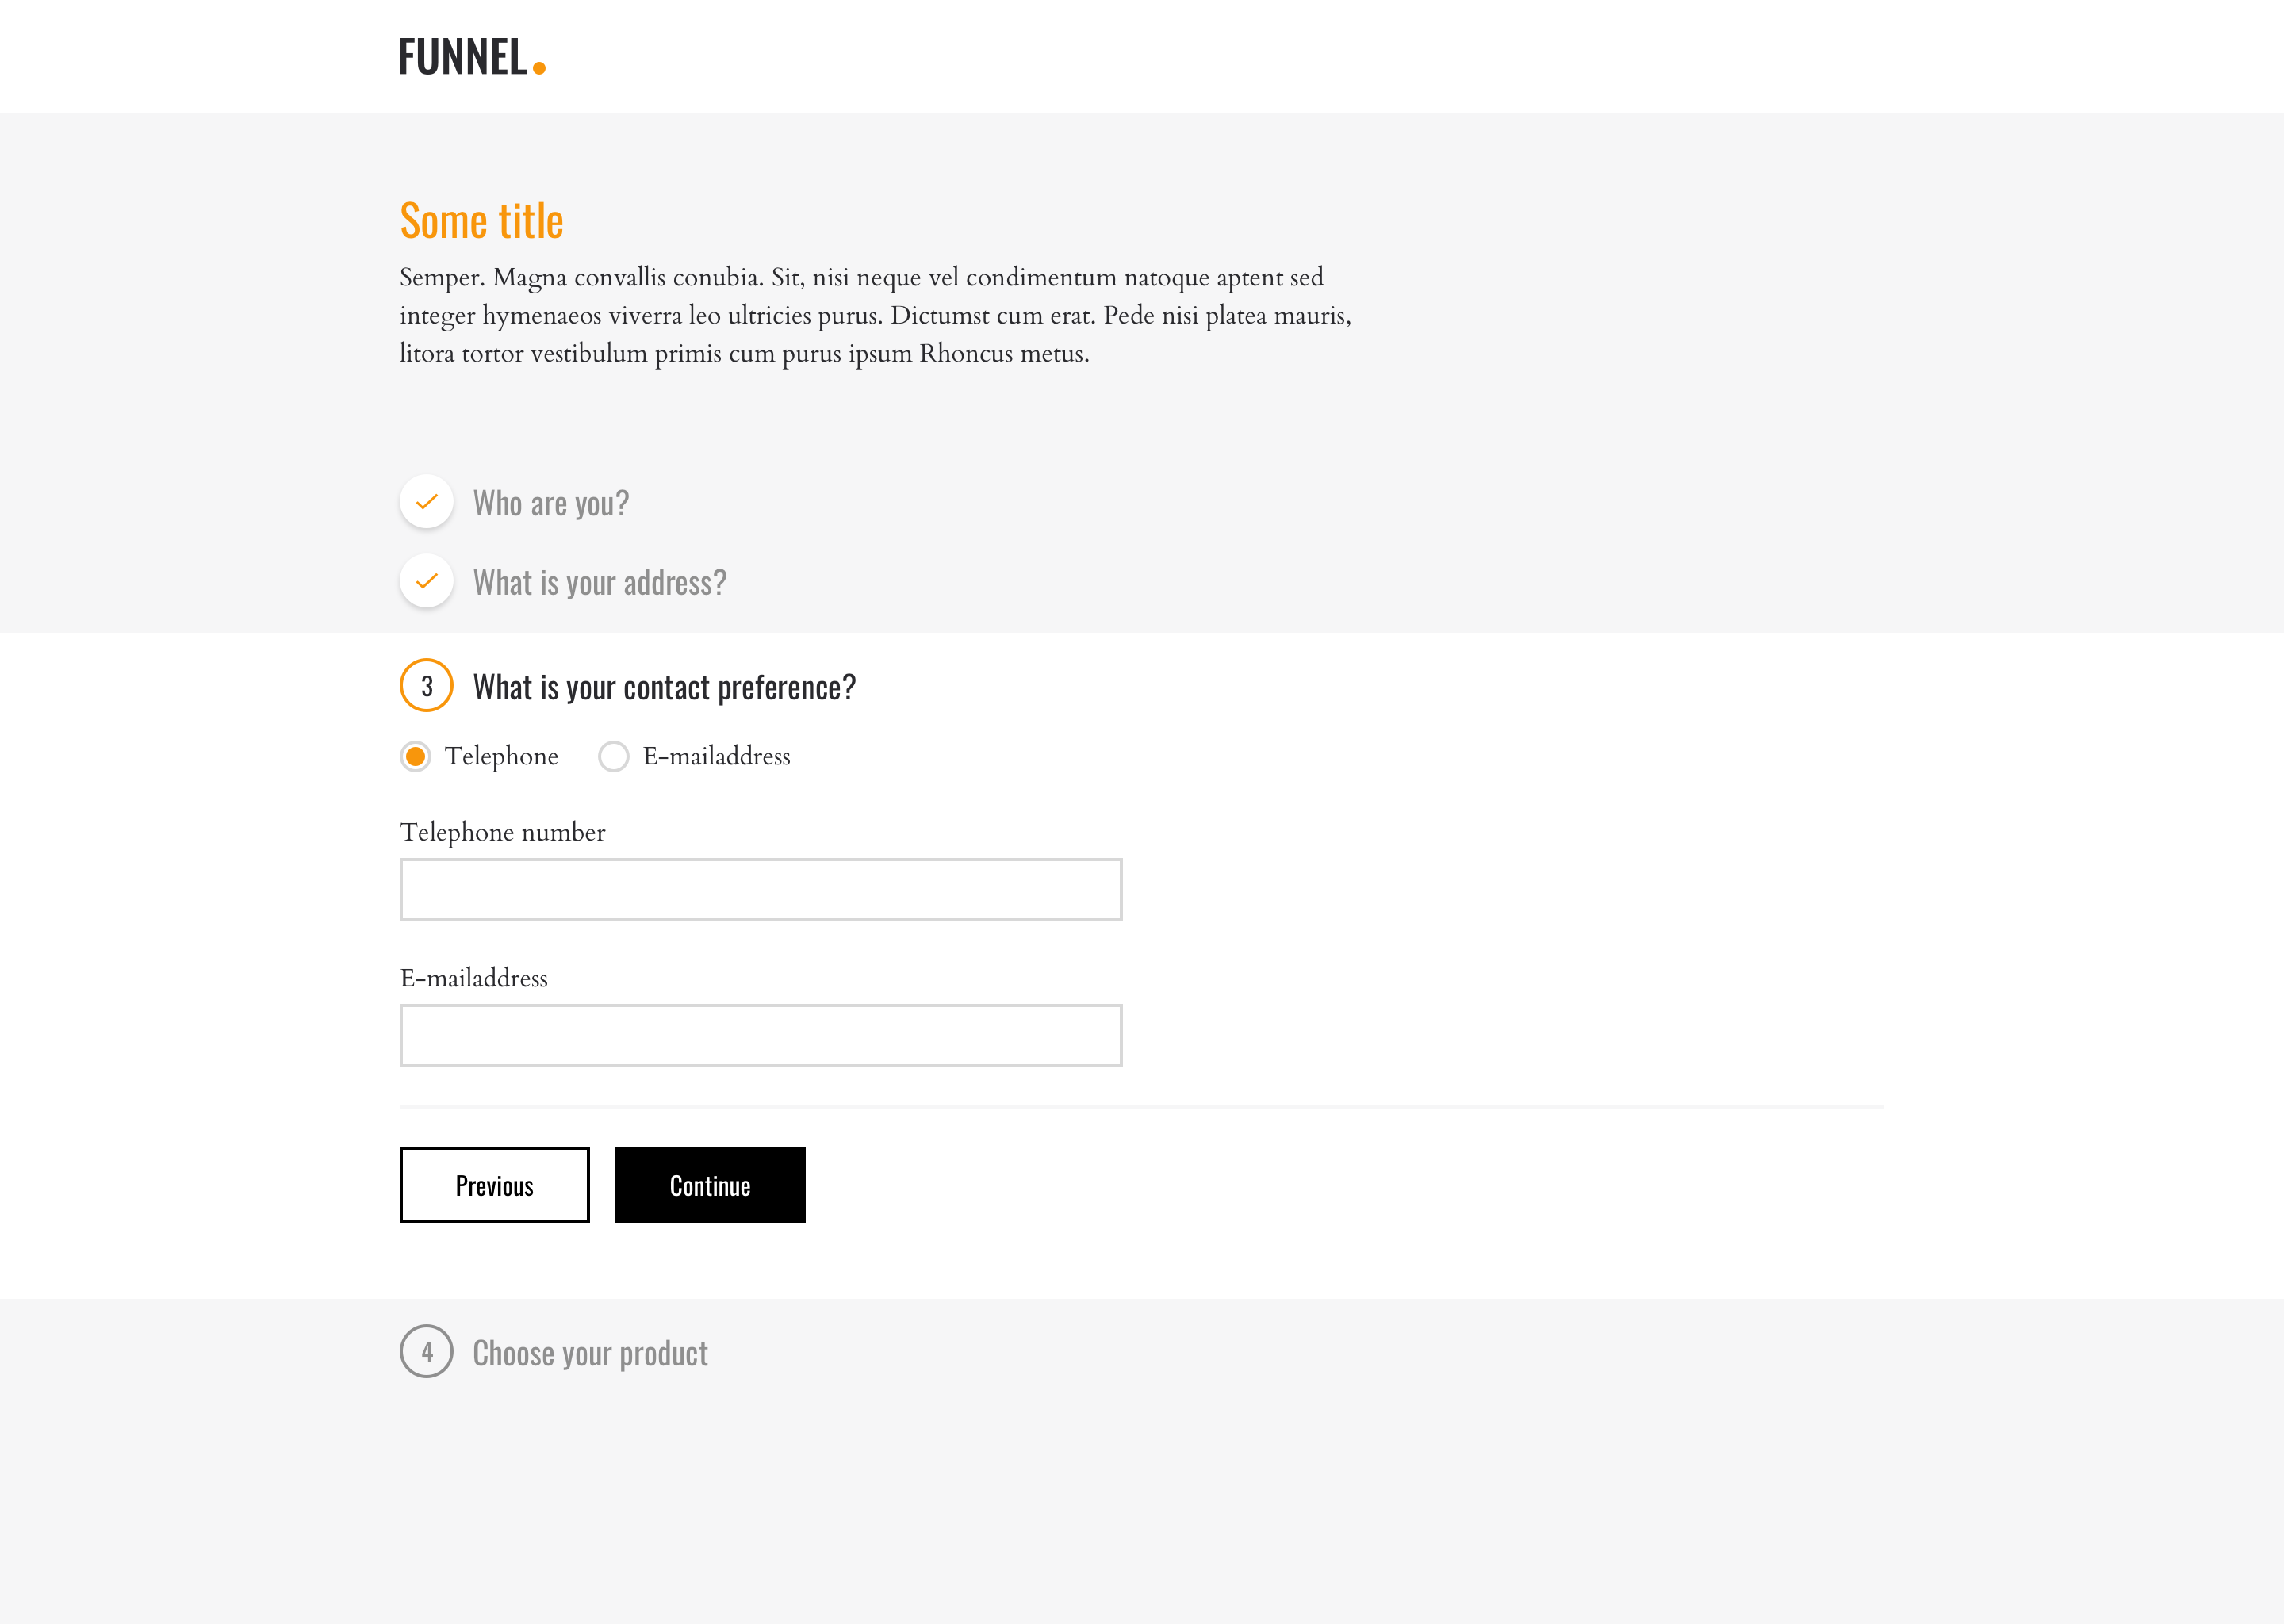 FUNNEL.
Some title
Semper. Magna convallis conubia. Sit, nisi neque vel condimentum natoque aptent sed
integer hymenaeos viverra leo ultricies purus. Dictumst cum erat. Pede nisi platea mauris,
litora tortor vestibulum primis cum purus ipsum Rhoncus metus.
Who are you?
What is your address?
3 What is your contact preference?
Telephone E-mailaddress
Telephone number
E-mailaddress
Previous Continue
4 Choose your product